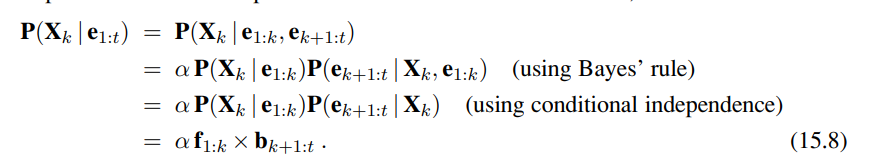 P(X_k | e_{1:t}) = P(X_k | e_{1:k}, e_{k+1:t})
= α P(X_k | e_{1:k})P(e_{k+1:t} | X_k, e_{1:k}) (using Bayes’ rule)
= α P(X_k | e_{1:k})P(e_{k+1:t} | X_k) (using conditional independence)
= α f_{1:k} × b_{k+1:t} . (15.8)